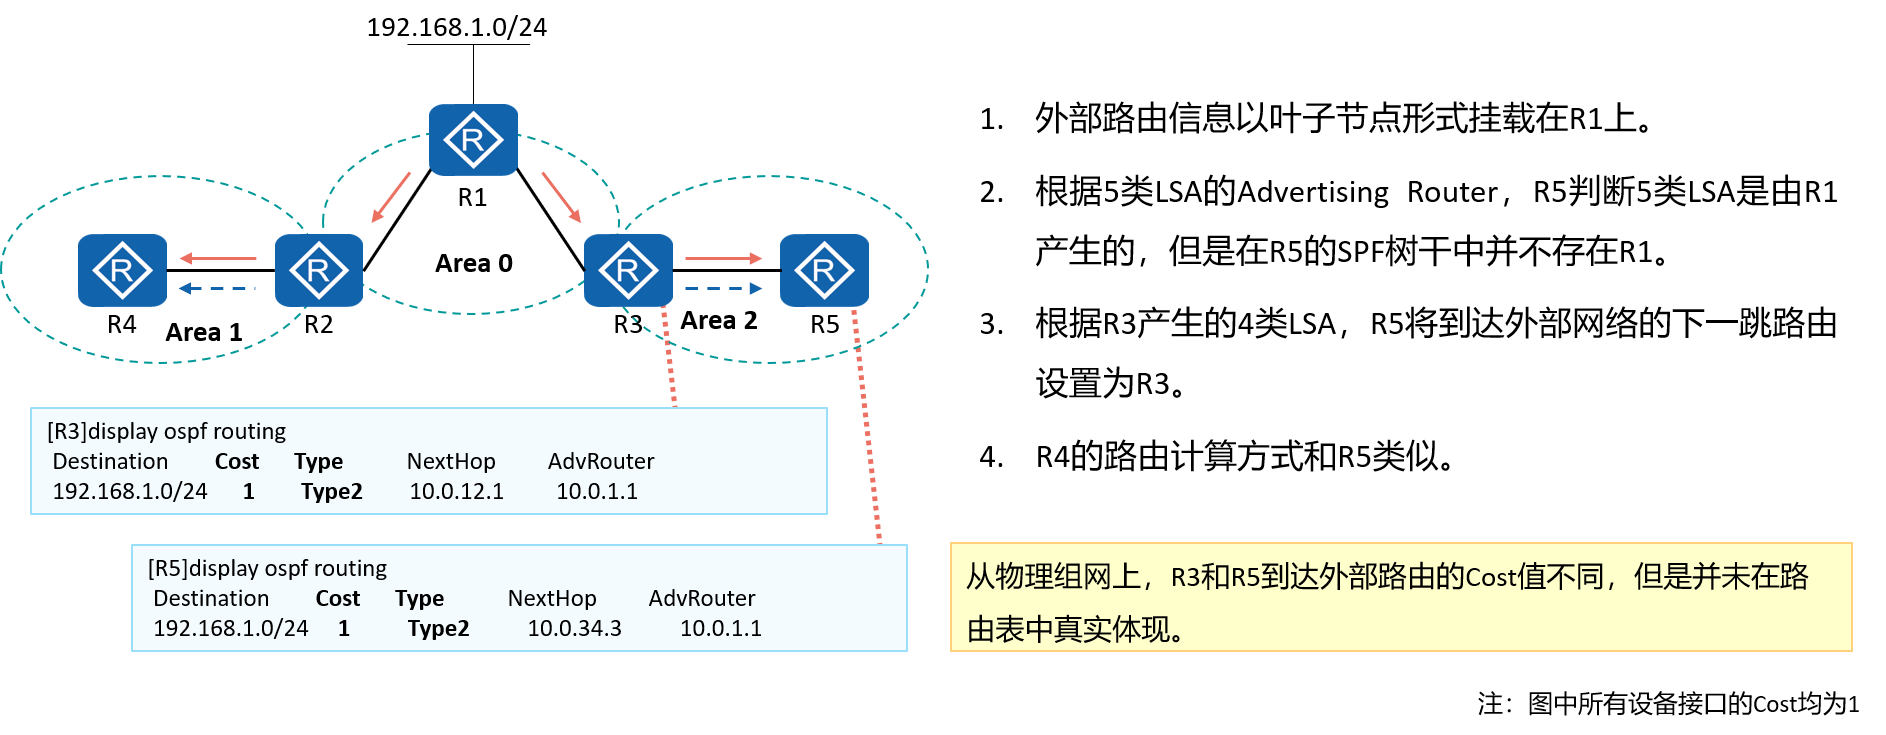 192.168.1.0/24
R
R1
Area 0
R
R4
R
R2
R
R3
R
R5
Area 1
Area 2
[R3]display ospf routing
Destination Cost Type NextHop AdvRouter
192.168.1.0/24 1 Type2 10.0.12.1 10.0.1.1
[R5]display ospf routing
Destination Cost Type NextHop AdvRouter
192.168.1.0/24 1 Type2 10.0.34.3 10.0.1.1
1. 外部路由信息以叶子节点形式挂载在R1上。
2. 根据5类LSA的Advertising Router，R5判断5类LSA是由R1
产生的，但是在R5的SPF树干中并不存在R1。
3. 根据R3产生的4类LSA，R5将到达外部网络的下一跳路由
设置为R3。
4. R4的路由计算方式和R5类似。
从物理组网上，R3和R5到达外部路由的Cost值不同，但是并未在路
由表中真实体现。
注：图中所有设备接口的Cost均为1